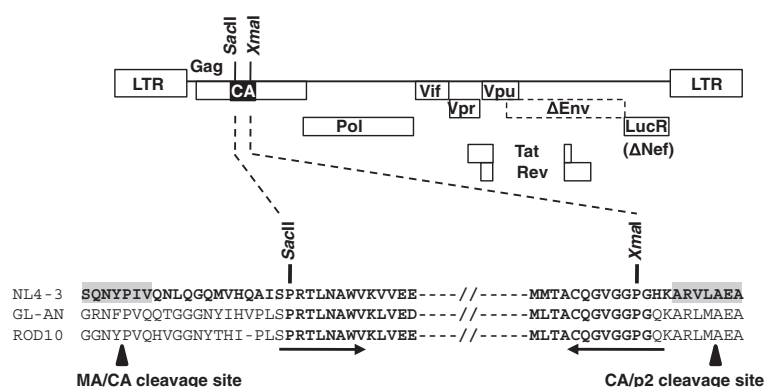 SacII XmaI
Gag
LTR CA Vif Vpu LTR
Vpr ΔEnv
Pol LucR
Tat (ΔNef)
Rev
SacII XmaI
NL4-3 SQNYPIVQNLQGQMVHQAISPRTLNAWVKVVEE----//-----MMTACQGVGGPGHKARVLAEA
GL-AN GRNFPVQQTGGGNYIHVPLSPRTLNAWVKLVED----//-----MLTACQGVGGPGQKARLMAEA
ROD10 GGNYPVQHVGGNYTHI-PLSPRTLNAWVKLVEE----//-----MLTACQGVGGPGQKARLMAEA
MA/CA cleavage site CA/p2 cleavage site